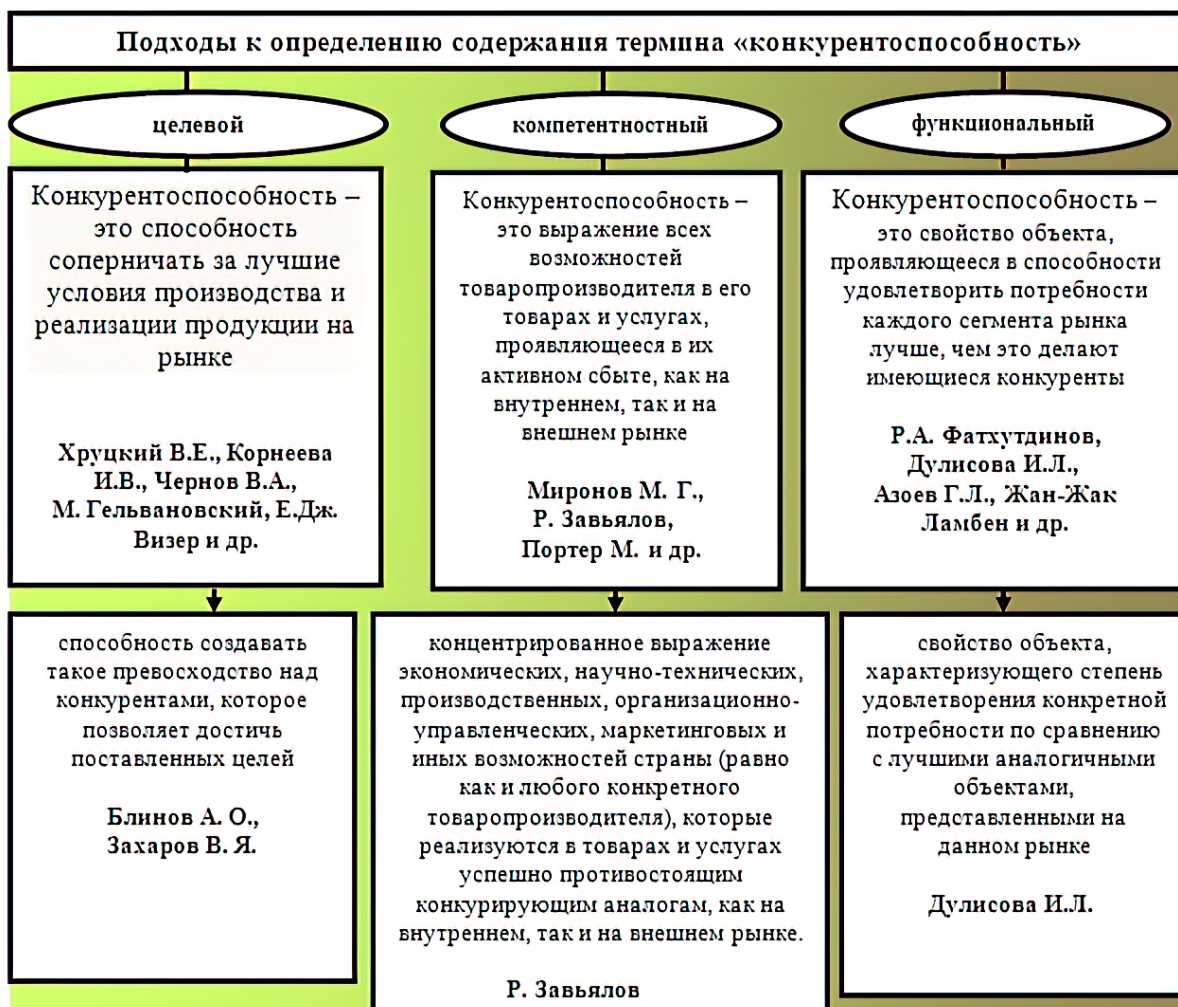 Подходы к определению содержания термина «конкурентоспособность»
целевой
компетентностный
функциональный
Конкурентоспособность –
это способность
соперничать за лучшие
условия производства и
реализации продукции на
рынке
Хруцкий В.Е., Корнеева
И.В., Чернов В.А.,
М. Гельвановский, Е.Дж.
Визер и др.
Конкурентоспособность –
это выражение всех
возможностей
товаропроизводителя в его
товарах и услугах,
проявляющееся в их
активном сбыте, как на
внутреннем, так и на
внешнем рынке
Миронов М. Г.,
Р. Завьялов,
Портер М. и др.
Конкурентоспособность –
это свойство объекта,
проявляющееся в способности
удовлетворить потребности
каждого сегмента рынка
лучше, чем это делают
имеющиеся конкуренты
Р.А. Фатхутдинов,
Дулисова И.Л.,
Азоев Г.Л., Жан-Жак
Ламбен и др.
способность создавать
такое превосходство над
конкурентами, которое
позволяет достичь
поставленных целей
Блинов А. О.,
Захаров В. Я.
концентрированное выражение
экономических, научно-технических,
производственных, организационно-
управленческих, маркетинговых и
иных возможностей страны (равно
как и любого конкретного
товаропроизводителя), которые
реализуются в товарах и услугах
успешно противостоящим
конкурирующим аналогам, как на
внутреннем, так и на внешнем рынке.
Р. Завьялов
свойство объекта,
характеризующего степень
удовлетворения конкретной
потребности по сравнению
с лучшими аналогичными
объектами,
представленными на
данном рынке
Дулисова И.Л.